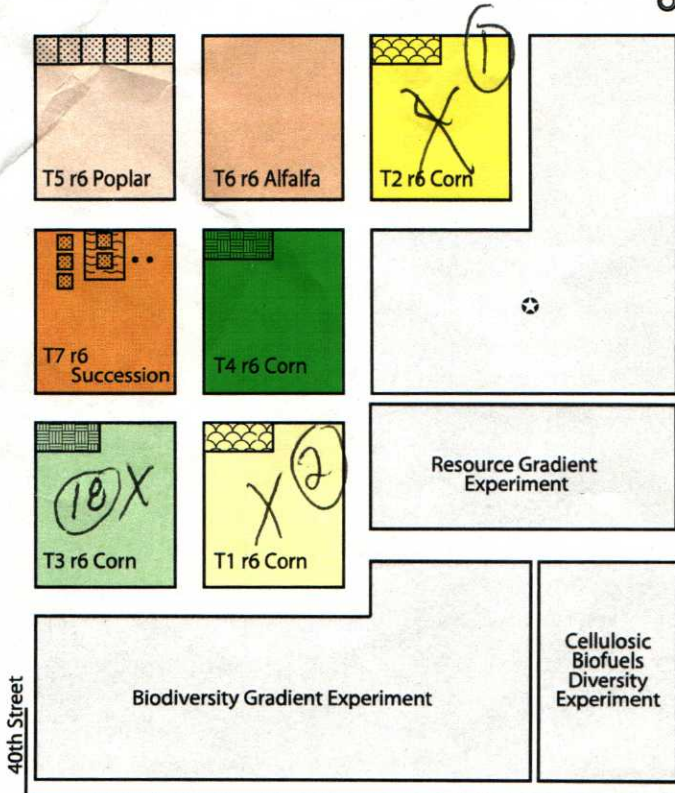 1
T5 r6 Poplar
T6 r6 Alfalfa
X
T2 r6 Corn
T7 r6
Succession
T4 r6 Corn
Resource Gradient
Experiment
18 X
T3 r6 Corn
2
X
T1 r6 Corn
Biodiversity Gradient Experiment
Cellulosic
Biofuels
Diversity
Experiment
40th Street